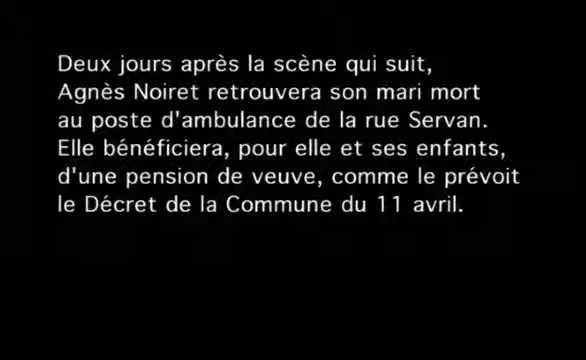 Deux jours après la scène qui suit,
Agnès Noiret retrouvera son mari mort
au poste d'ambulance de la rue Servan.
Elle bénéficiera, pour elle et ses enfants,
d'une pension de veuve, comme le prévoit
le Décret de la Commune du 11 avril.